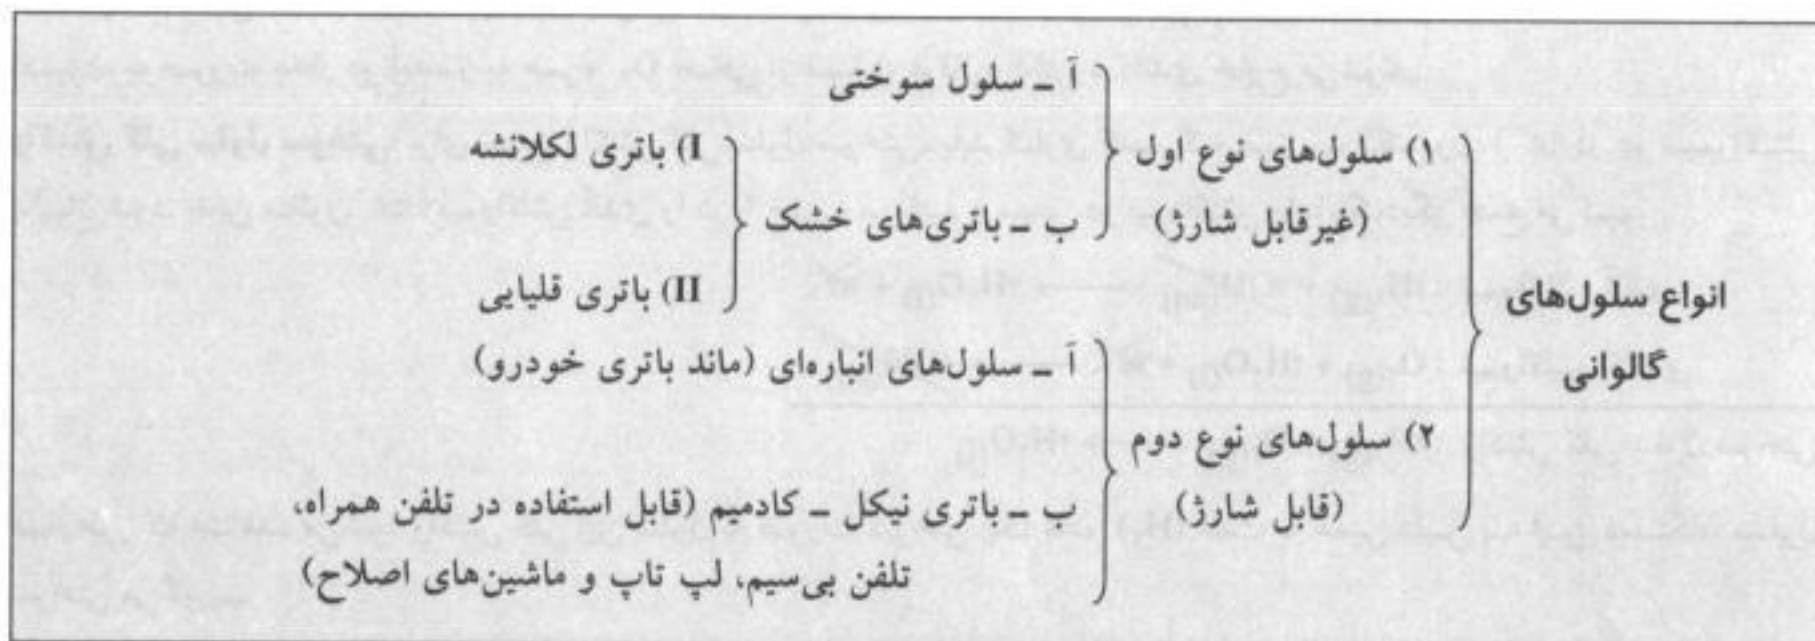 انواع سلول‌های
گالوانی
۱) سلول‌های نوع اول
(غیرقابل شارژ)
آ ـ سلول سوختی
ب ـ باتری‌های خشک
I) باتری لکلانشه
II) باتری قلیایی
۲) سلول‌های نوع دوم
(قابل شارژ)
آ ـ سلول‌های انباره‌ای (ماند باتری خودرو)
ب ـ باتری نیکل ـ کادمیم (قابل استفاده در تلفن همراه،
تلفن بی‌سیم، لپ تاپ و ماشین‌های اصلاح)